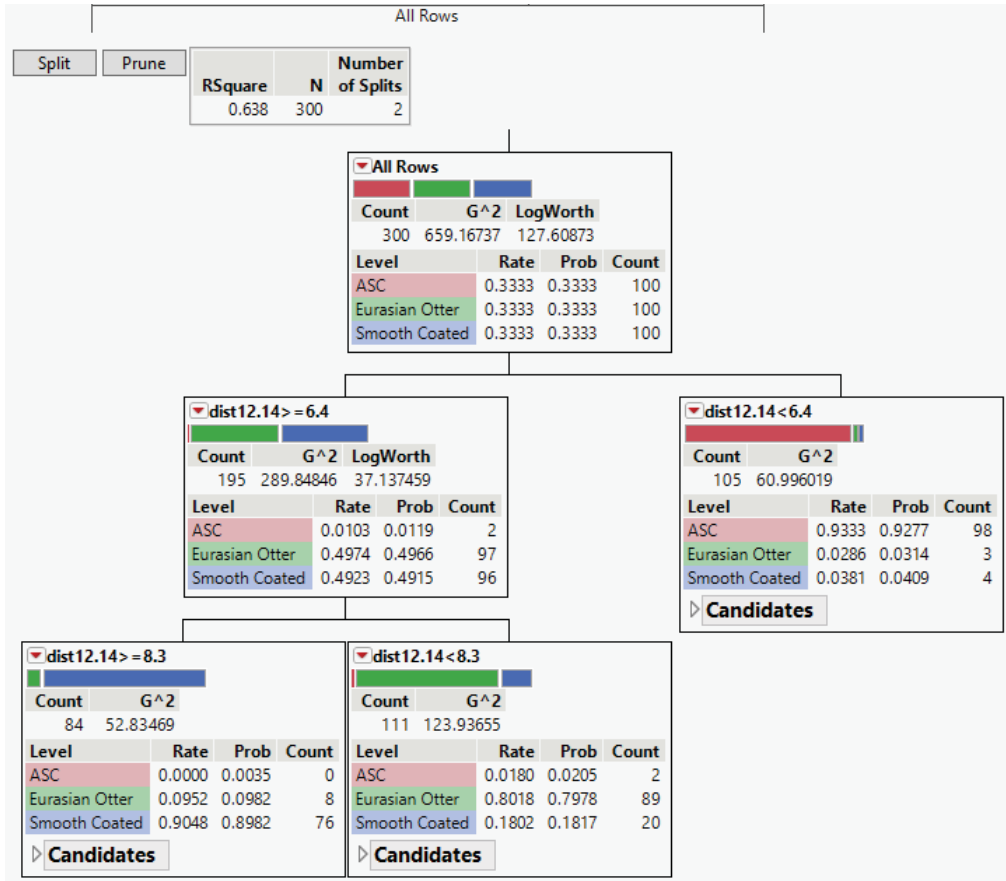 All Rows
Split Prune
Number
RSquare N of Splits
0.638 300 2
All Rows
Count G^2 LogWorth
300 659.16737 127.60873
Level Rate Prob Count
ASC 0.3333 0.3333 100
Eurasian Otter 0.3333 0.3333 100
Smooth Coated 0.3333 0.3333 100
dist12.14>=6.4
Count G^2 LogWorth
195 289.84846 37.137459
Level Rate Prob Count
ASC 0.0103 0.0119 2
Eurasian Otter 0.4974 0.4966 97
Smooth Coated 0.4923 0.4915 96
dist12.14<6.4
Count G^2
105 60.996019
Level Rate Prob Count
ASC 0.9333 0.9277 98
Eurasian Otter 0.0286 0.0314 3
Smooth Coated 0.0381 0.0409 4
Candidates
dist12.14>=8.3
Count G^2
84 52.83469
Level Rate Prob Count
ASC 0.0000 0.0035 0
Eurasian Otter 0.0952 0.0982 8
Smooth Coated 0.9048 0.8982 76
Candidates
dist12.14<8.3
Count G^2
111 123.93655
Level Rate Prob Count
ASC 0.0180 0.0205 2
Eurasian Otter 0.8018 0.7978 89
Smooth Coated 0.1802 0.1817 20
Candidates